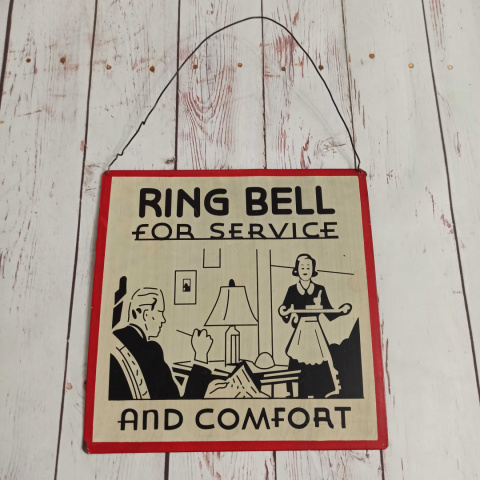 RING BELL
FOR SERVICE
AND COMFORT